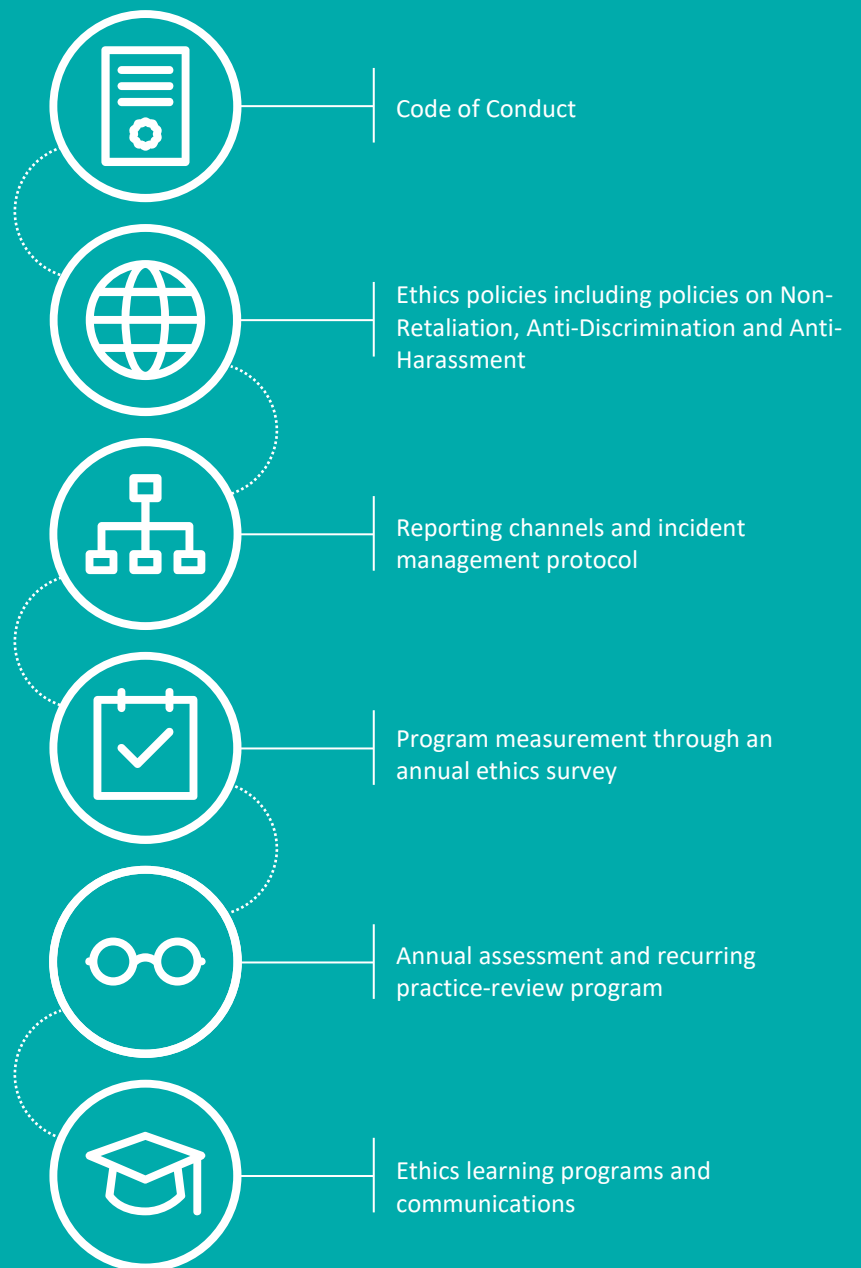 Code of Conduct
Ethics policies including policies on Non-
Retaliation, Anti-Discrimination and Anti-
Harassment
Reporting channels and incident
management protocol
Program measurement through an
annual ethics survey
Annual assessment and recurring
practice-review program
Ethics learning programs and
communications